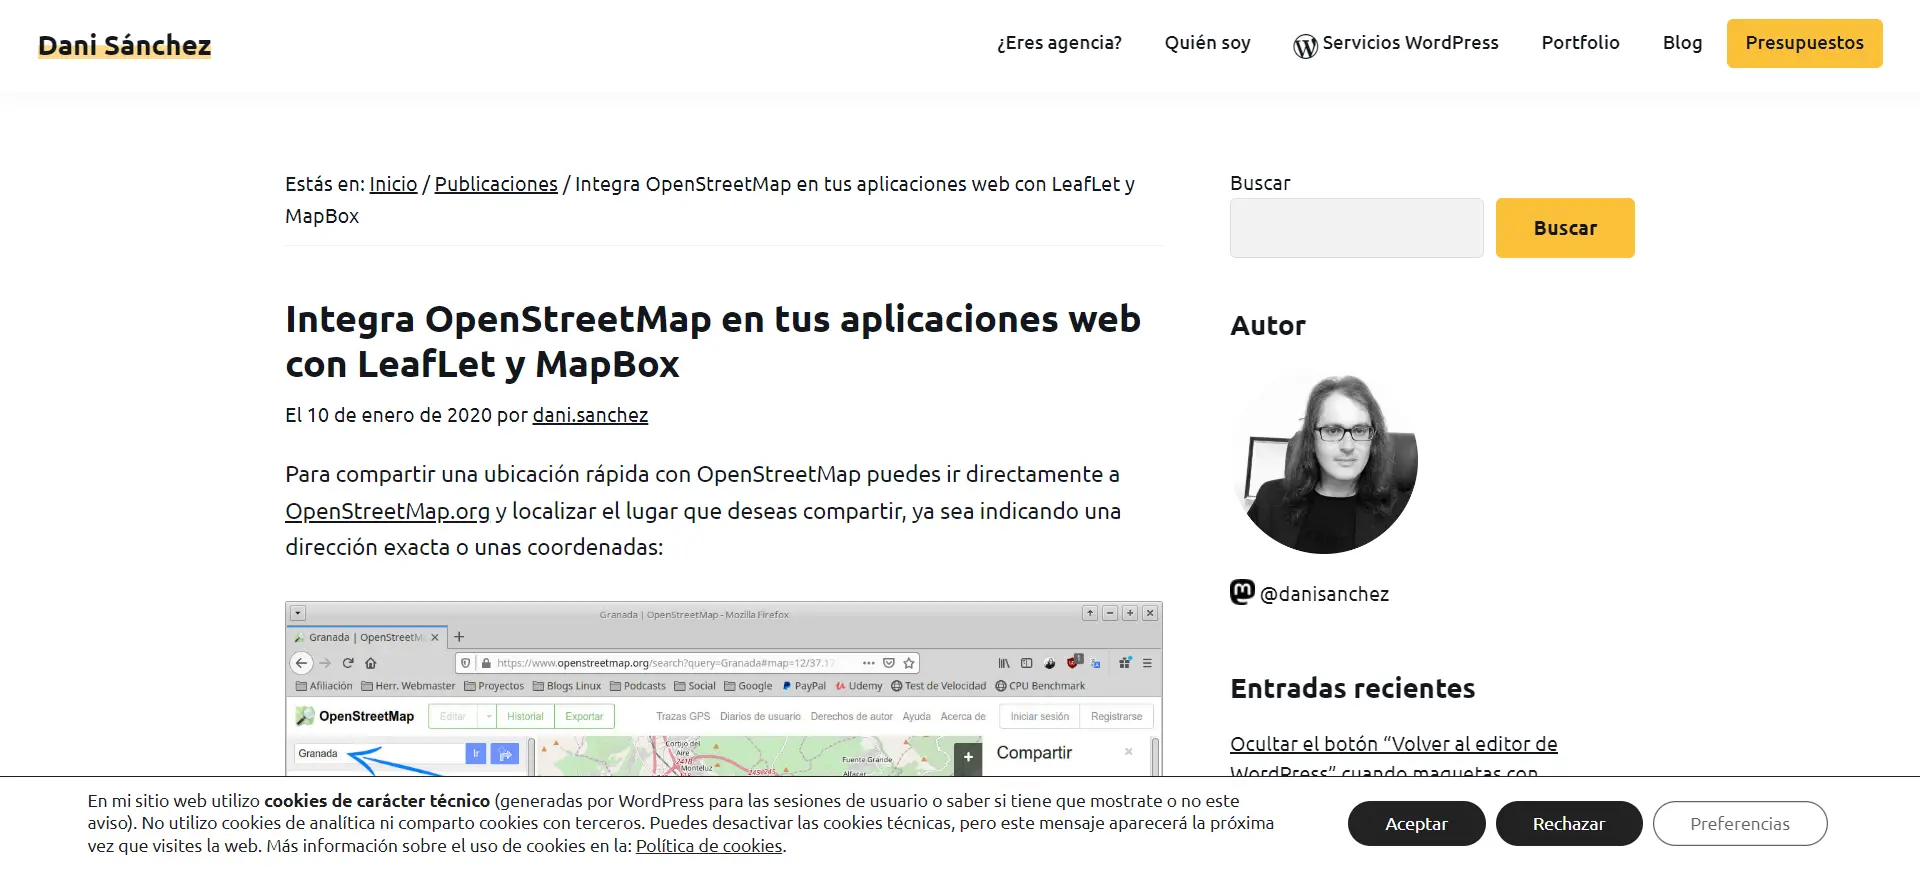 Dani Sánchez
¿Eres agencia?
Quién soy
Servicios WordPress
Portfolio
Blog
Presupuestos
Estás en: Inicio / Publicaciones / Integra OpenStreetMap en tus aplicaciones web con LeafLet y
MapBox
Integra OpenStreetMap en tus aplicaciones web
con LeafLet y MapBox
El 10 de enero de 2020 por dani.sanchez
Para compartir una ubicación rápida con OpenStreetMap puedes ir directamente a
OpenStreetMap.org y localizar el lugar que deseas compartir, ya sea indicando una
dirección exacta o unas coordenadas:
Granada | OpenStreetMap - Mozilla Firefox
Granada | OpenStreetM
https://www.openstreetmap.org/search?query=Granada#map=12/37.17
Afiliación
Herr. Webmaster
Proyectos
Blogs Linux
Podcasts
Social
Google
PayPal
Udemy
Test de Velocidad
CPU Benchmark
OpenStreetMap
Editar
Historial
Exportar
Trazas GPS
Diarios de usuario
Derechos de autor
Ayuda
Acerca de
Iniciar sesión
Registrarse
Granada
Ir
Cortijo del
Aire
241B
Monteluz
Fuente Grande
Alfacar
Compartir
Buscar
Buscar
Autor
@danisanchez
Entradas recientes
Ocultar el botón “Volver al editor de
WordPress” cuando maquetas con
En mi sitio web utilizo cookies de carácter técnico (generadas por WordPress para las sesiones de usuario o saber si tiene que mostrate o no este
aviso). No utilizo cookies de analítica ni comparto cookies con terceros. Puedes desactivar las cookies técnicas, pero este mensaje aparecerá la próxima
vez que visites la web. Más información sobre el uso de cookies en la: Política de cookies.
Aceptar
Rechazar
Preferencias